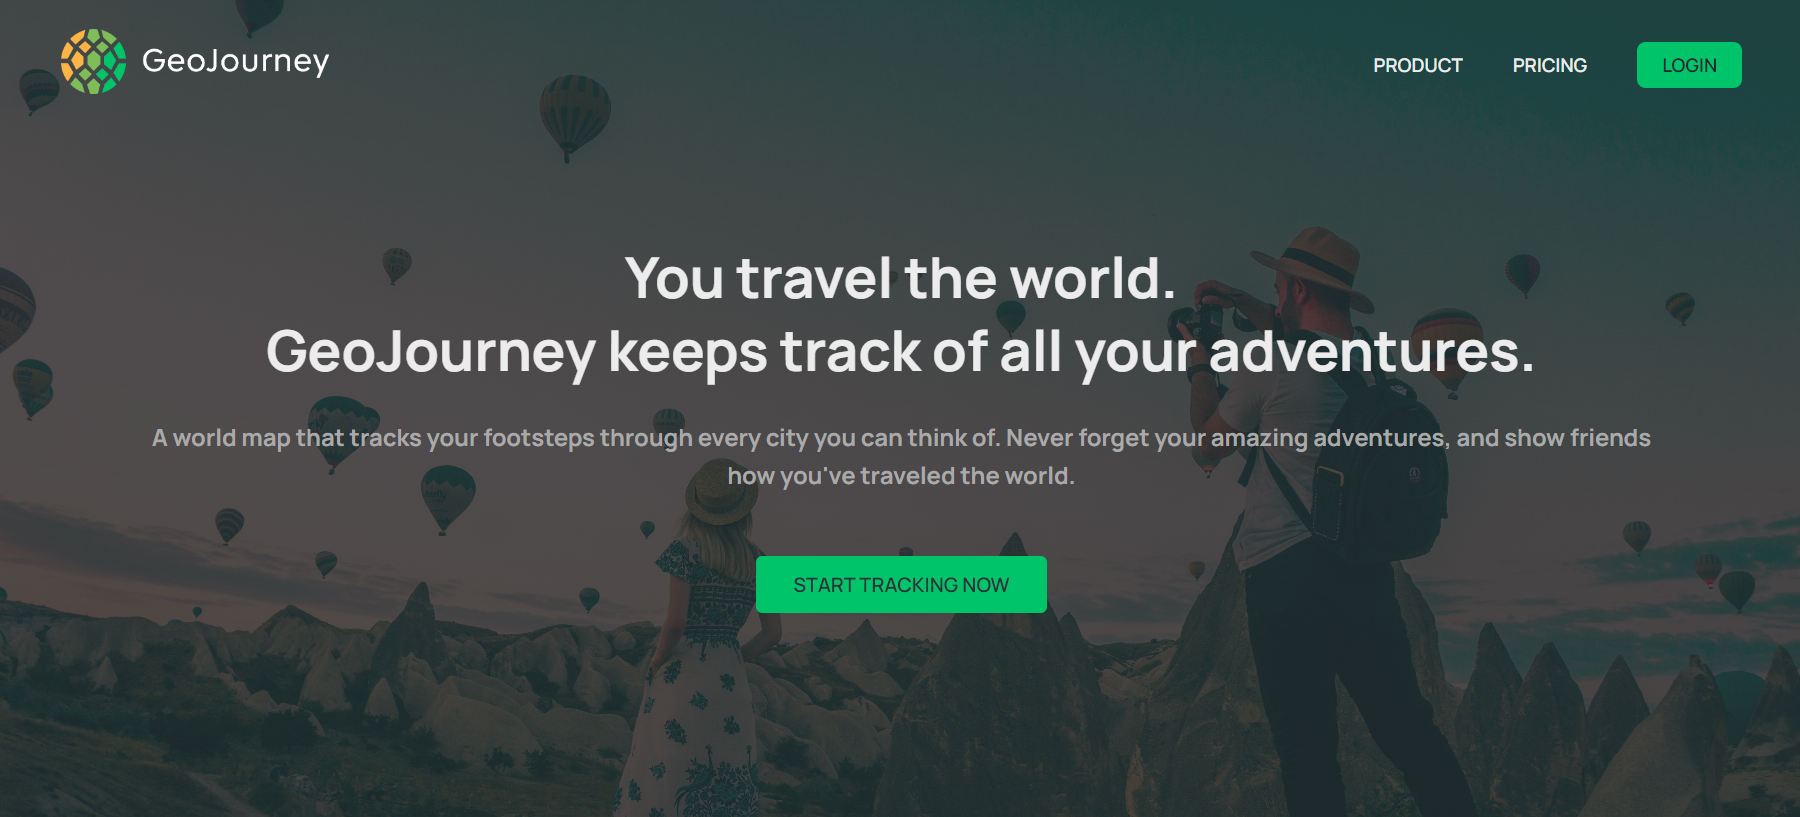 GeoJourney
PRODUCT
PRICING
LOGIN
You travel the world.
GeoJourney keeps track of all your adventures.
A world map that tracks your footsteps through every city you can think of. Never forget your amazing adventures, and show friends
how you've traveled the world.
START TRACKING NOW